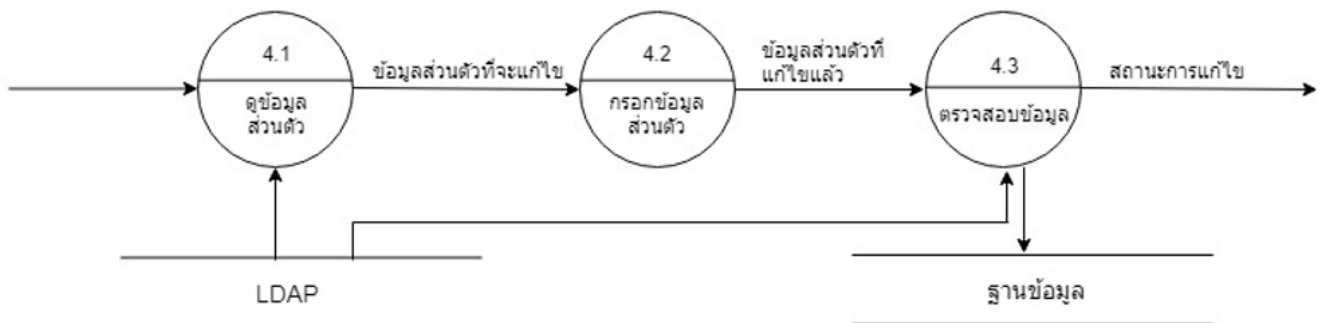 4.1
ดูข้อมูล
ส่วนตัว
ข้อมูลส่วนตัวที่จะแก้ไข
4.2
กรอกข้อมูล
ส่วนตัว
ข้อมูลส่วนตัวที่
แก้ไขแล้ว
4.3
ตรวจสอบข้อมูล
สถานะการแก้ไข
LDAP
ฐานข้อมูล